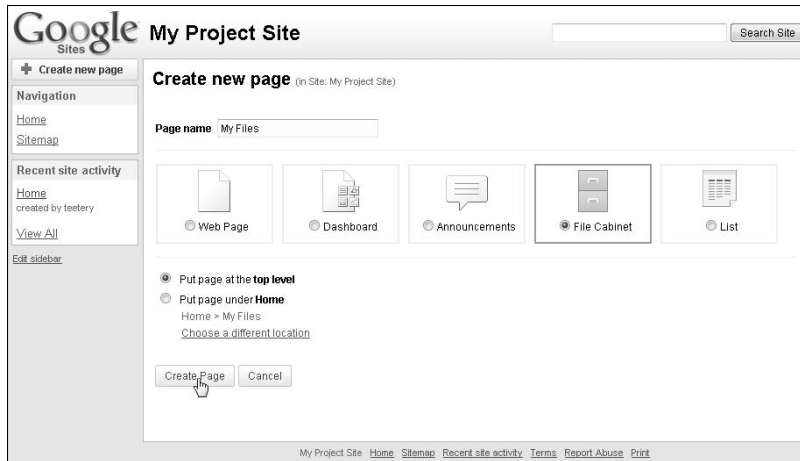 Google
Sites
My Project Site
Search Site
Create new page
Navigation
Home
Sitemap
Recent site activity
Home
created by teetery
View All
Edit sidebar
Create new page (in Site: My Project Site)
Page name My Files
Web Page
Dashboard
Announcements
File Cabinet
List
Put page at the top level
Put page under Home
Home > My Files
Choose a different location
Create Page
Cancel
My Project Site Home Sitemap Recent site activity Terms Report Abuse Print